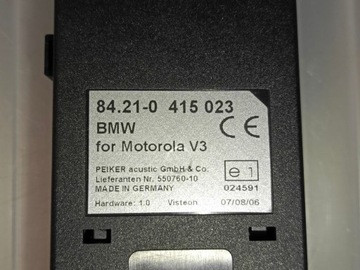 84.21-0 415 023
BMW
for Motorola V3
CE
PEIKER acustic GmbH & Co.
Lieferanten Nr. 550760-10
MADE IN GERMANY
e 1
024591
Hardware: 1.0 Visteon 07/08/06